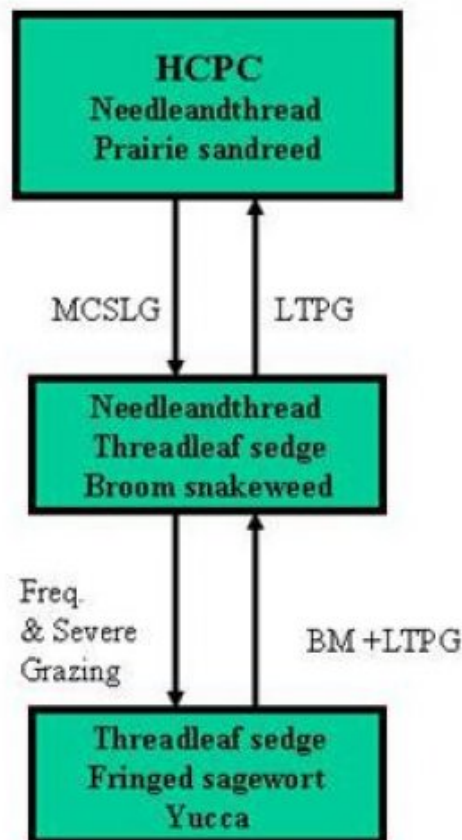 HCPC
Needleandthread
Prairie sandreed
MCSLG
LTPG
Needleandthread
Threadleaf sedge
Broom snakeweed
Freq.
& Severe
Grazing
BM +LTPG
Threadleaf sedge
Fringed sagewort
Yucca